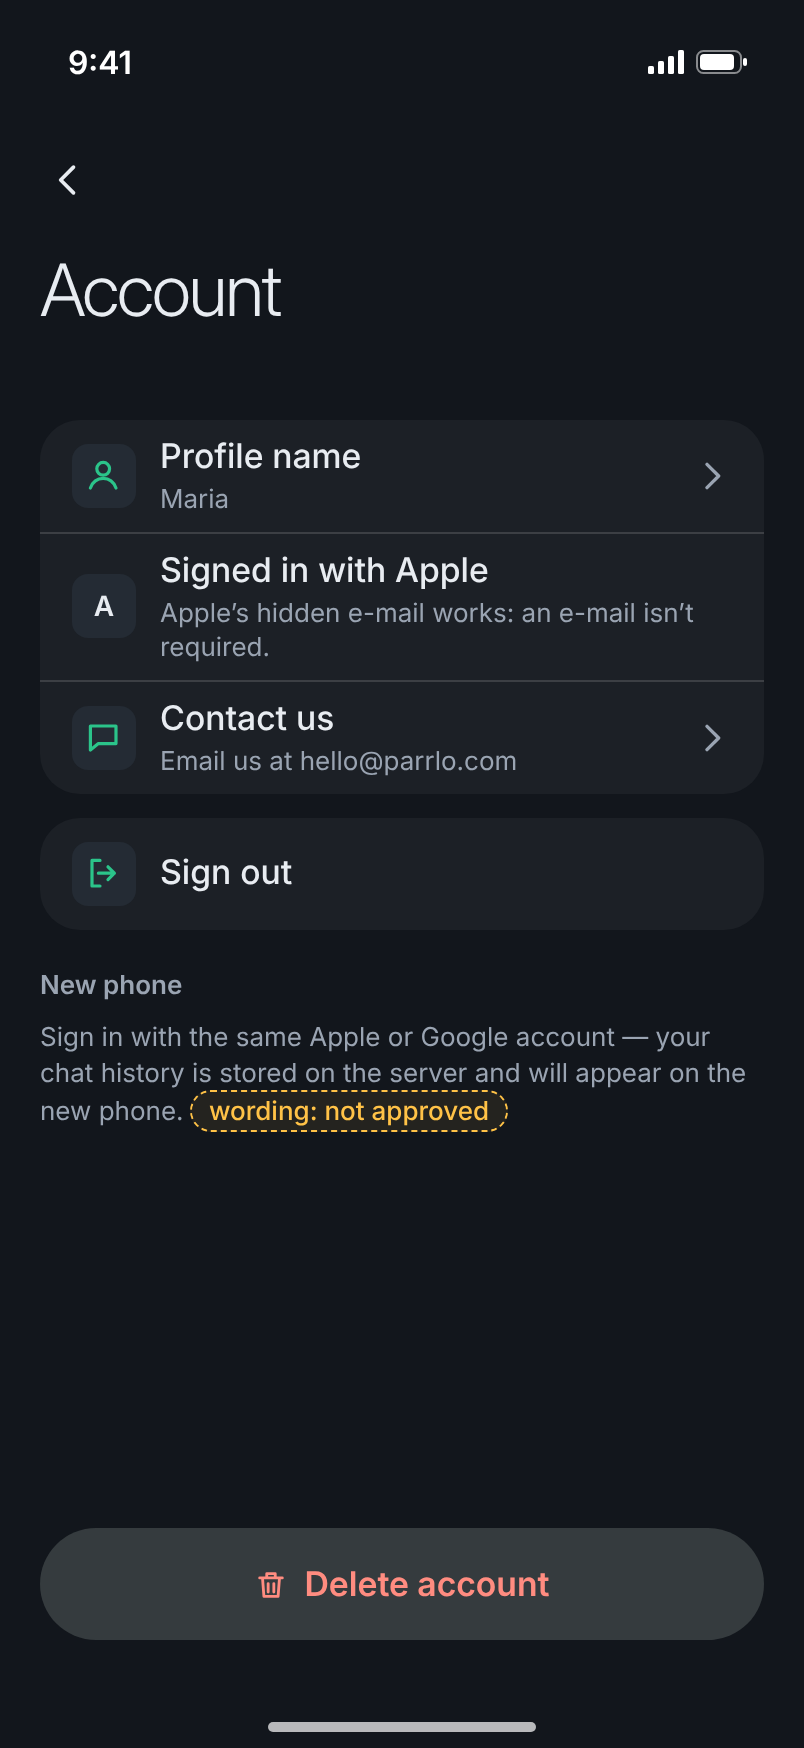 9:41
Account
Profile name
Maria
A
Signed in with Apple
Apple’s hidden e-mail works: an e-mail isn’t
required.
Contact us
Email us at hello@parrlo.com
Sign out
New phone
Sign in with the same Apple or Google account — your
chat history is stored on the server and will appear on the
new phone. wording: not approved
Delete account